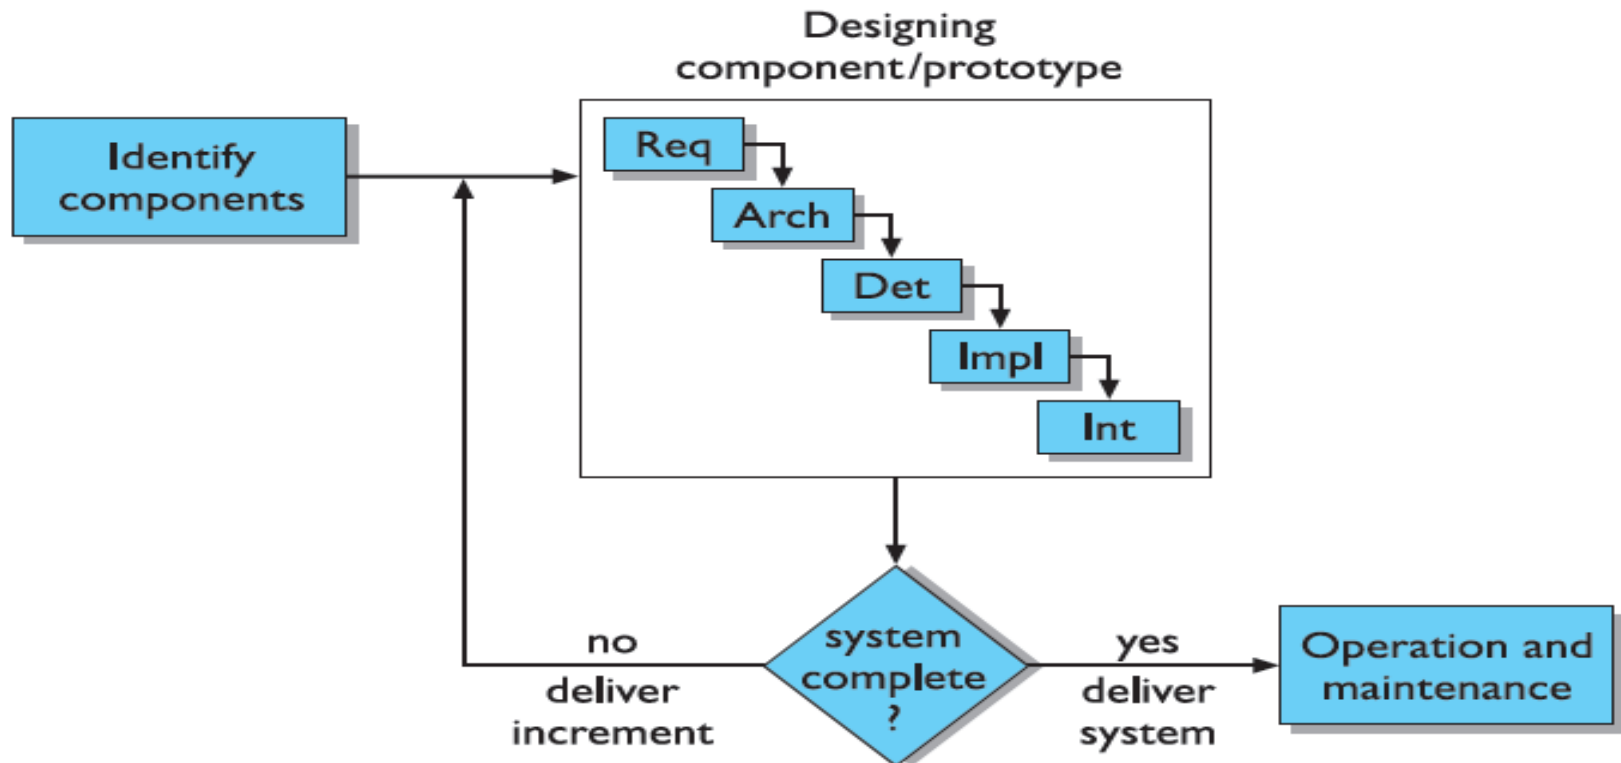 Designing
component/prototype
Identify
components
Req
Arch
Det
Impl
Int
system
complete
?
no
deliver
increment
yes
deliver
system
Operation and
maintenance